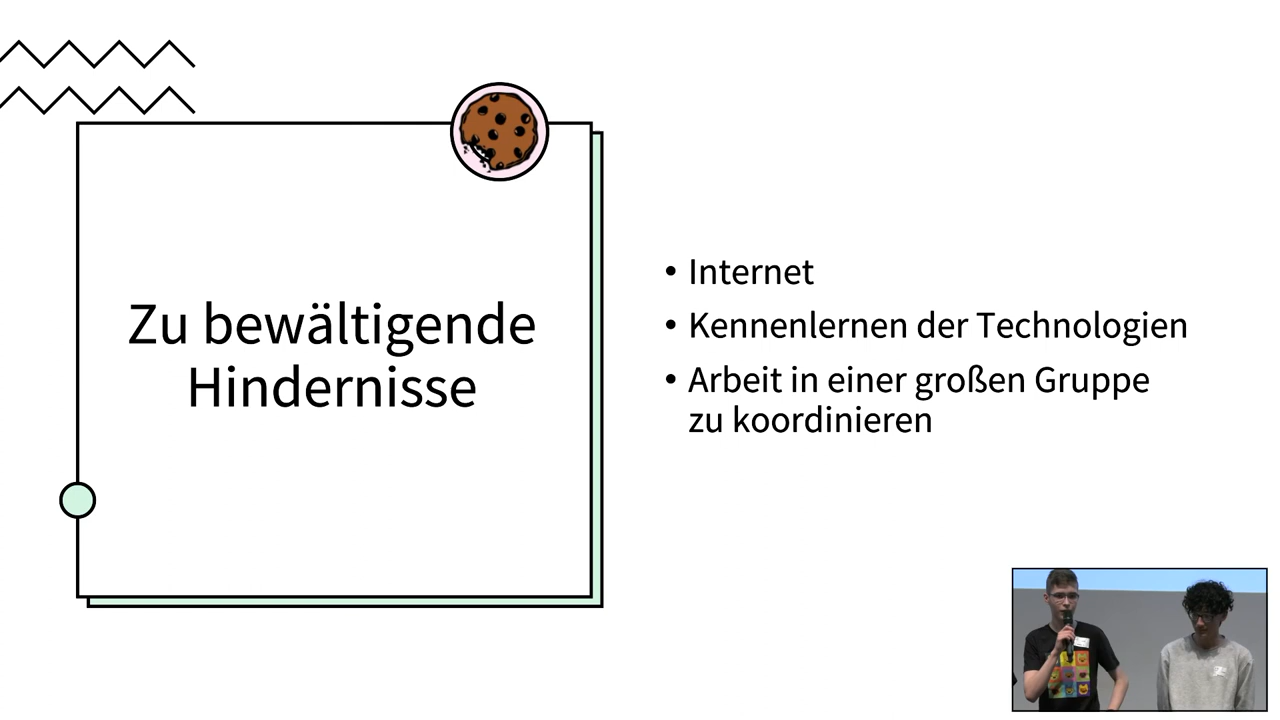 Zu bewältigende
Hindernisse
• Internet
• Kennenlernen der Technologien
• Arbeit in einer großen Gruppe
zu koordinieren